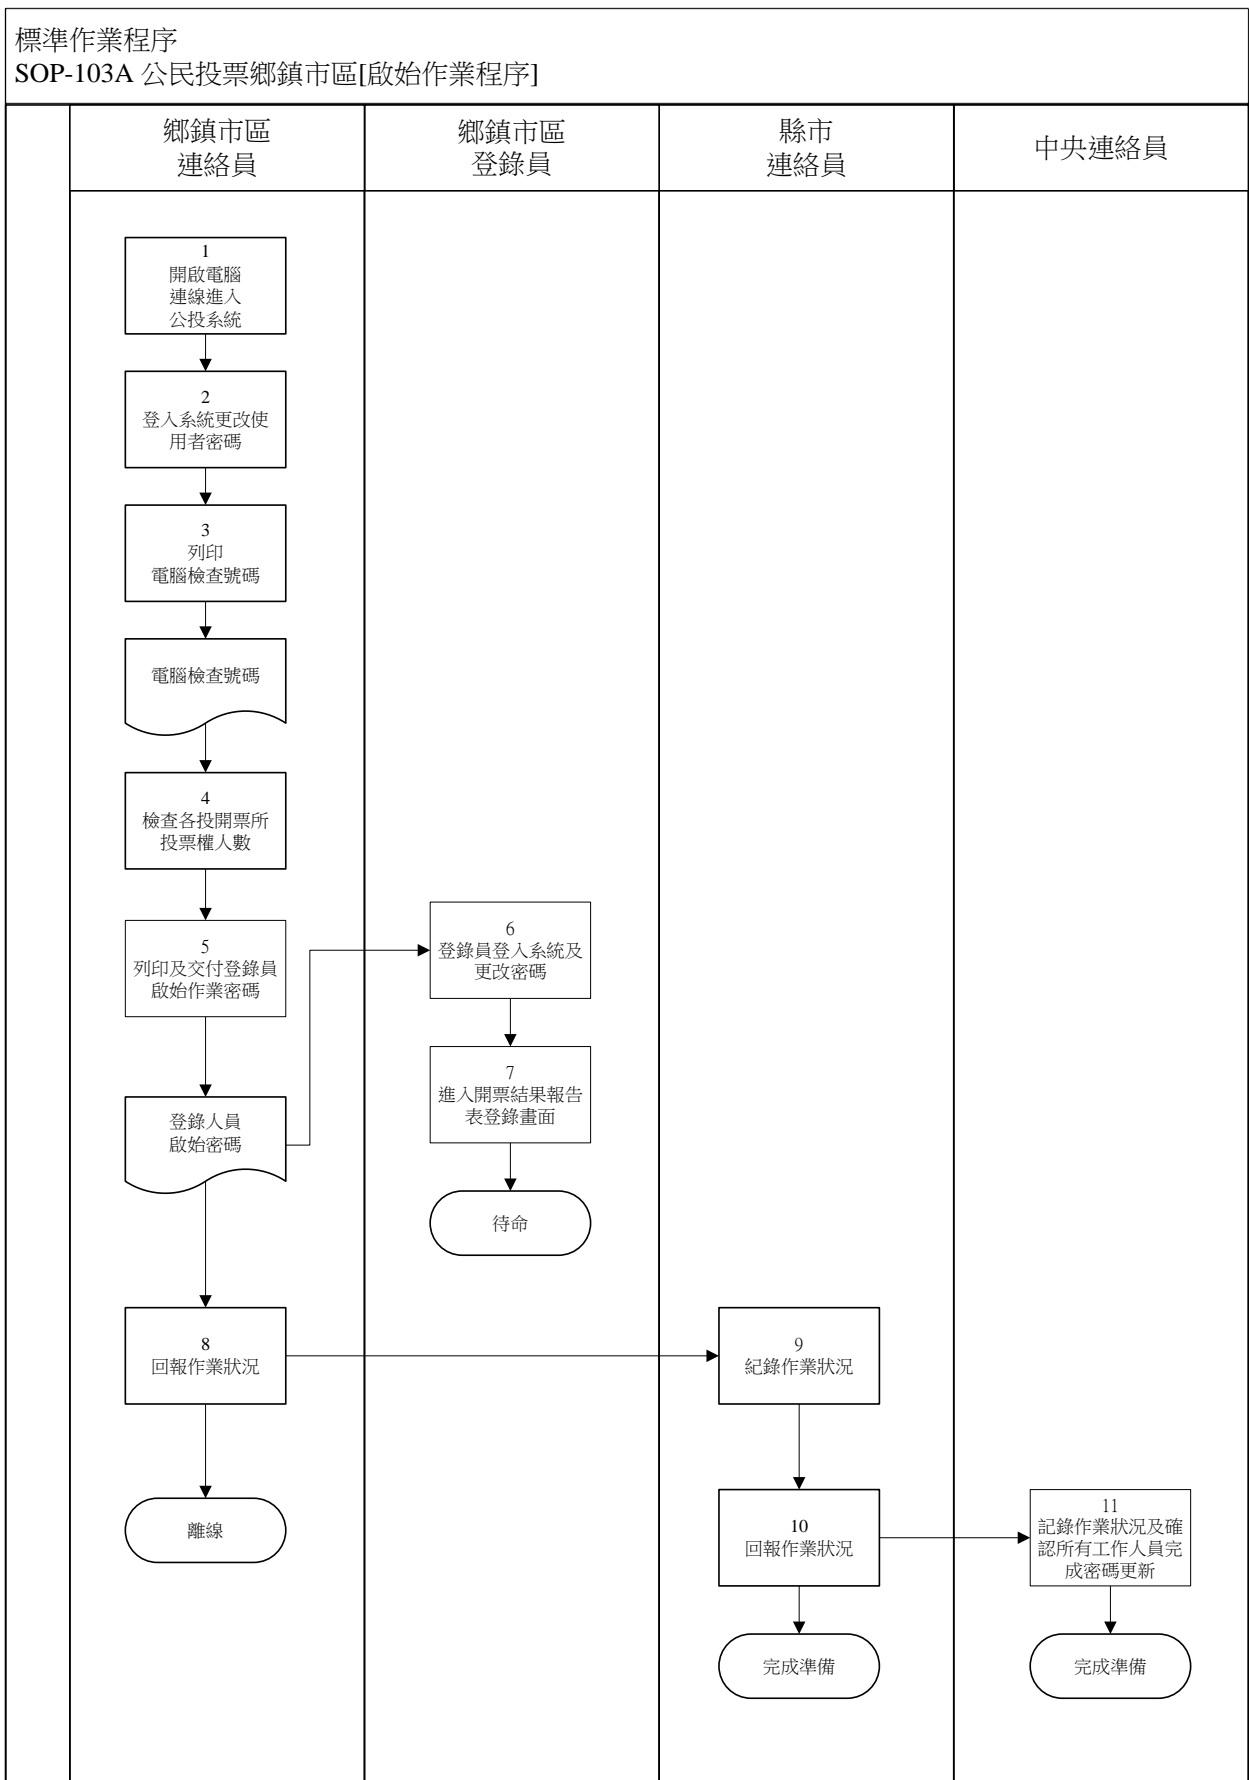 標準作業程序
SOP-103A 公民投票鄉鎮市區[啟始作業程序]
鄉鎮市區
連絡員
鄉鎮市區
登錄員
縣市
連絡員
中央連絡員
1
開啟電腦
連線進入
公投系統
2
登入系統更改使
用者密碼
3
列印
電腦檢查號碼
電腦檢查號碼
4
檢查各投開票所
投票權人數
5
列印及交付登錄員
啟始作業密碼
登錄人員
啟始密碼
6
登錄員登入系統及
更改密碼
7
進入開票結果報告
表登錄畫面
待命
8
回報作業狀況
離線
9
紀錄作業狀況
10
回報作業狀況
完成準備
11
記錄作業狀況及確
認所有工作人員完
成密碼更新
完成準備